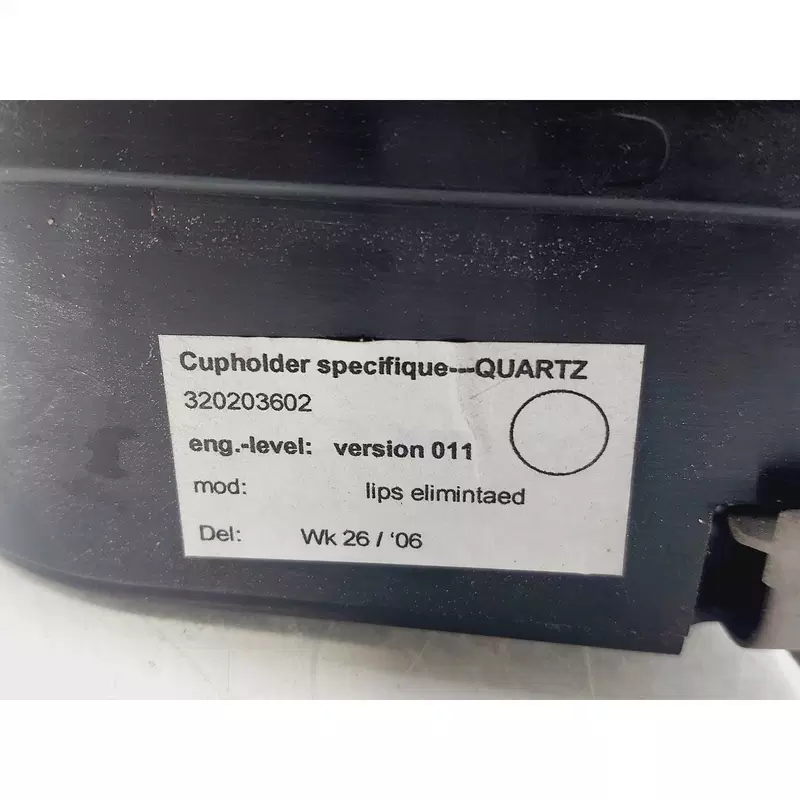 Cupholder specifique---QUARTZ
320203602
eng.-level: version 011
mod: lips elimintaed
Del: Wk 26 / '06